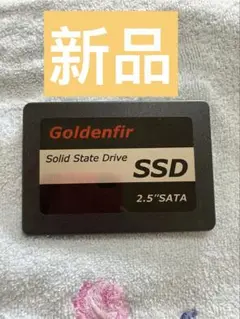 新品
Goldenfir
Solid State Drive
SSD
2.5"SATA